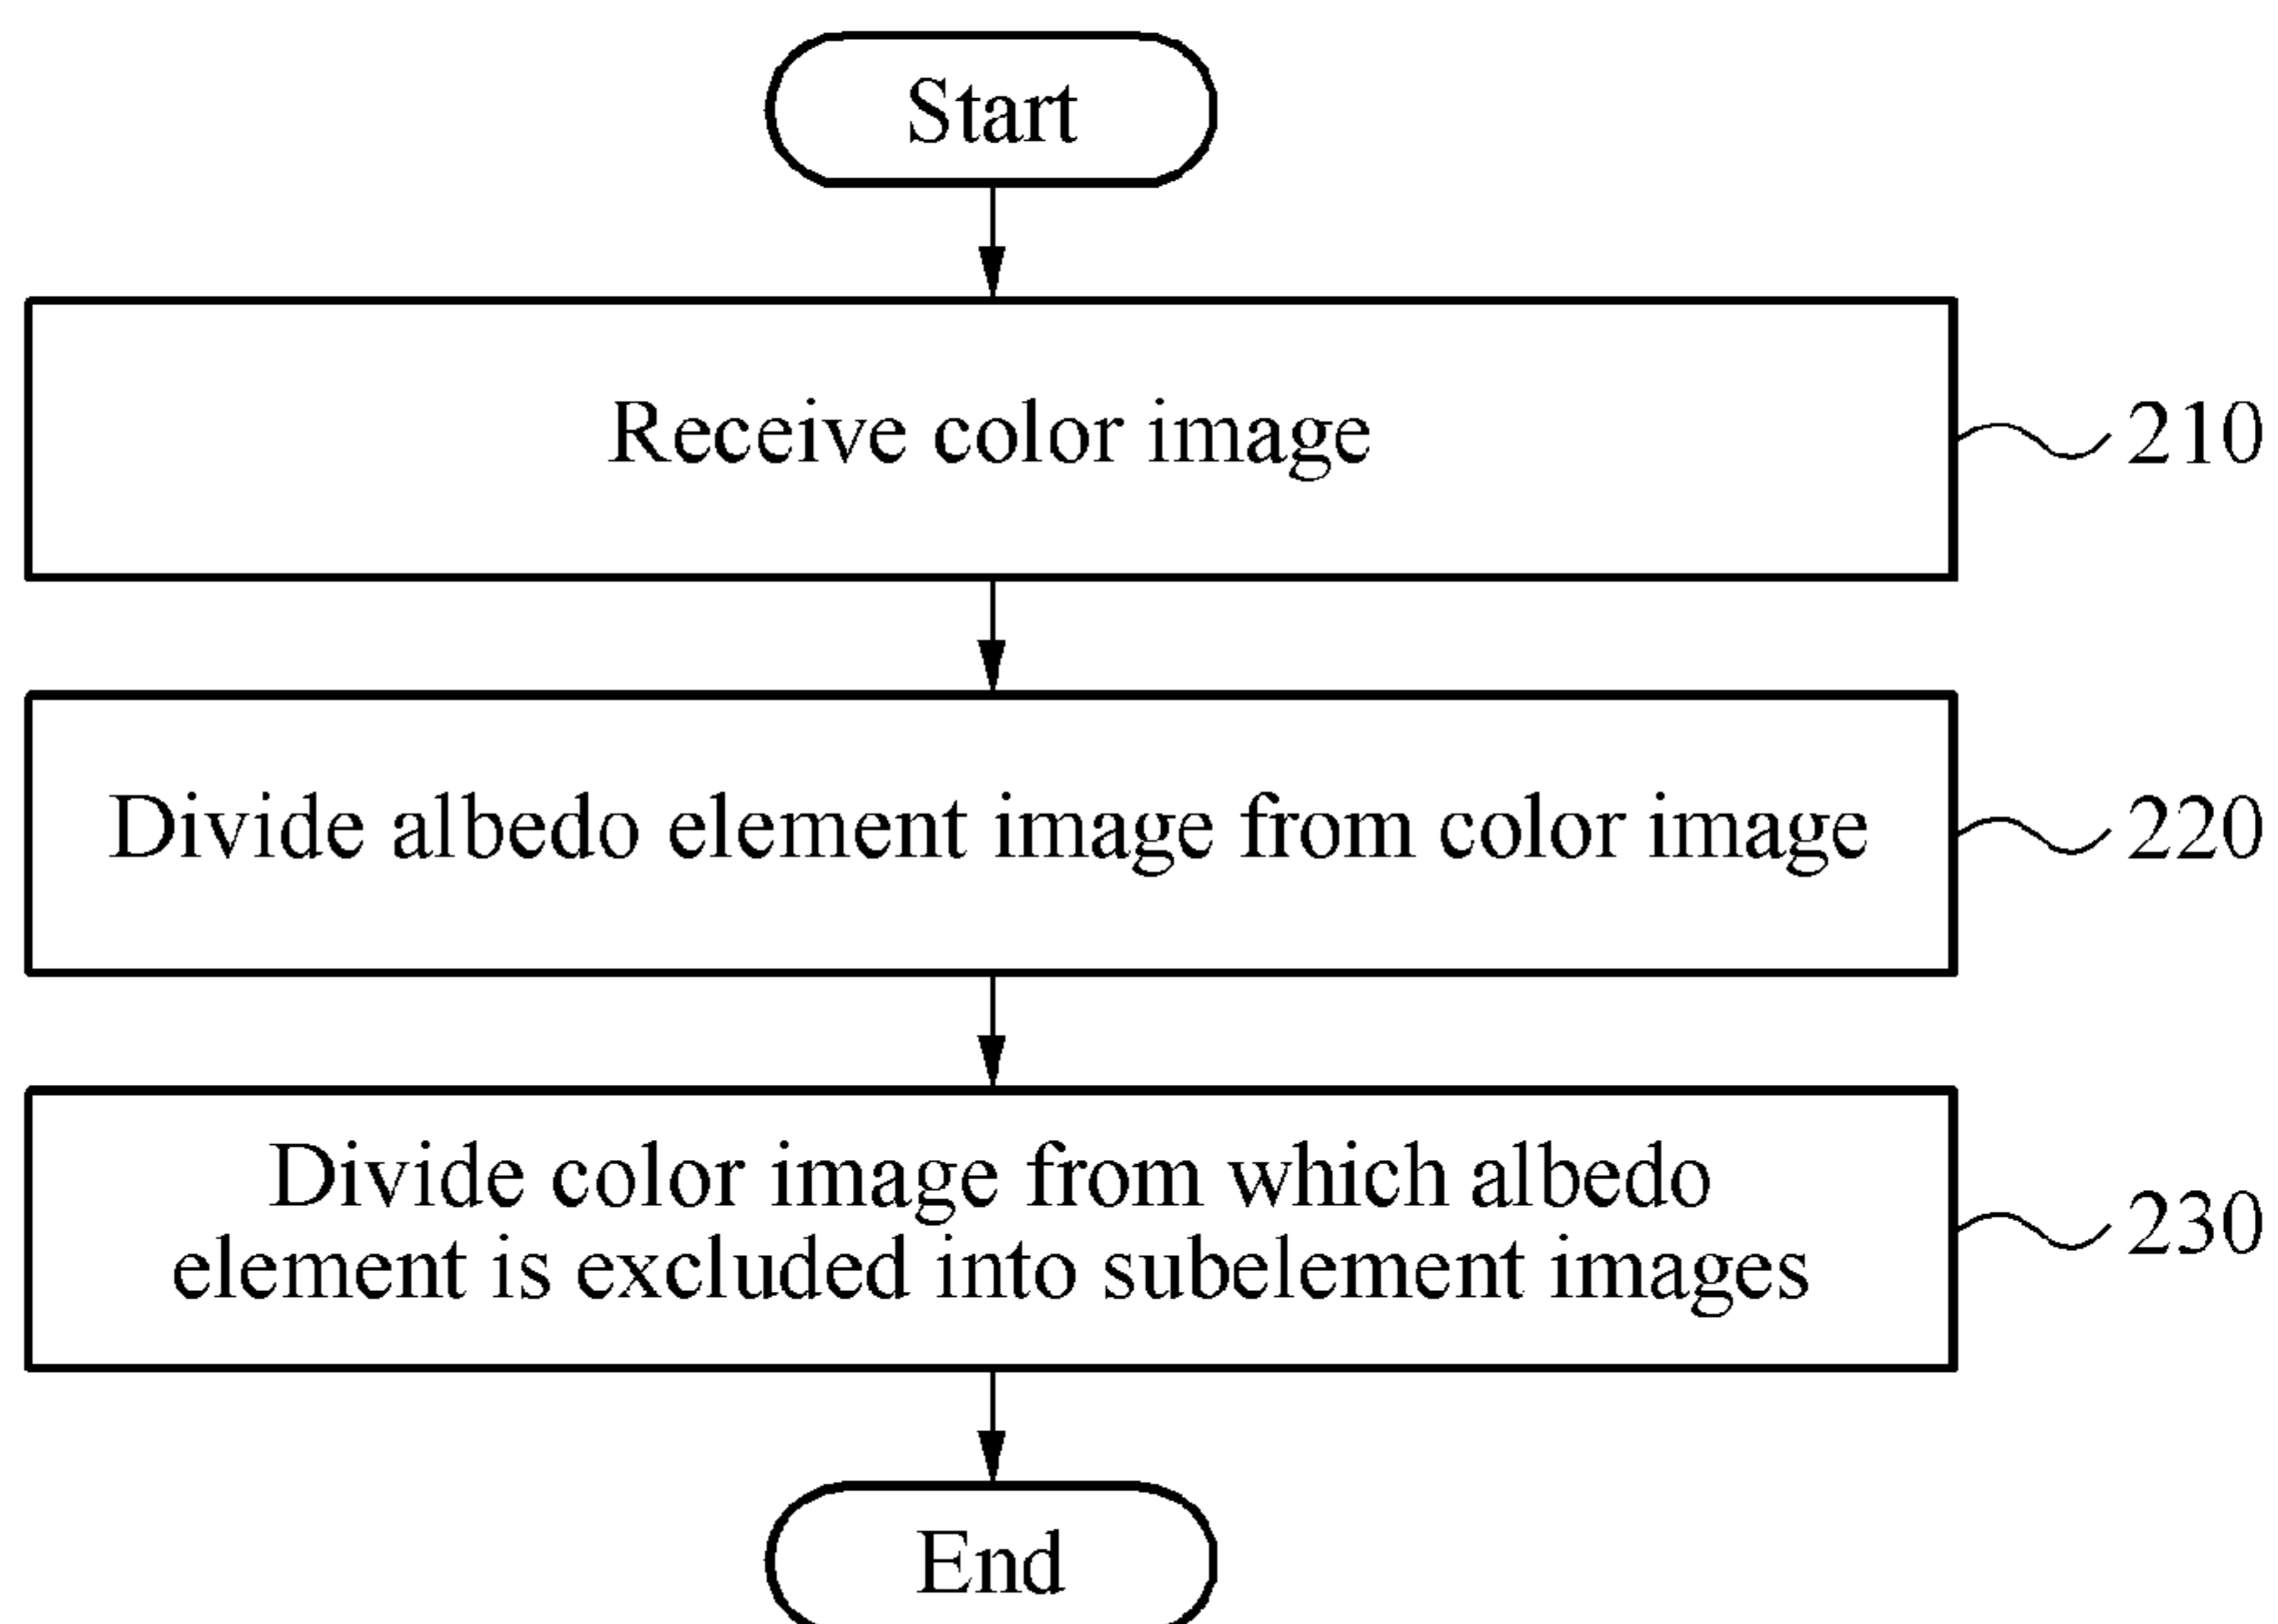 Start
Receive color image
210
Divide albedo element image from color image
220
Divide color image from which albedo
element is excluded into subelement images
230
End